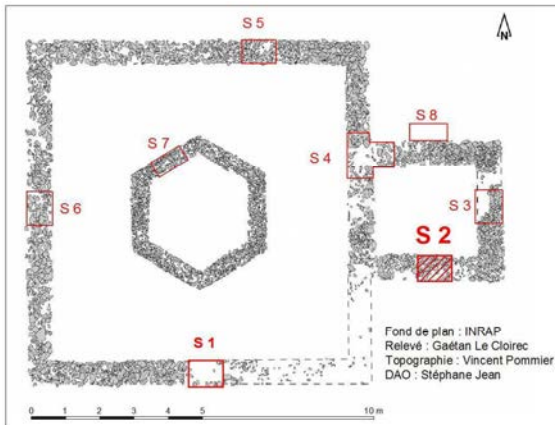 S 5
N
S 8
S 7
S 4
S 6
S 3
S 2
S 1
Fond de plan : INRAP
Relevé : Gaétan Le Cloirec
Topographie : Vincent Pommier
DAO : Stéphane Jean
0 1 2 3 4 5 10 m